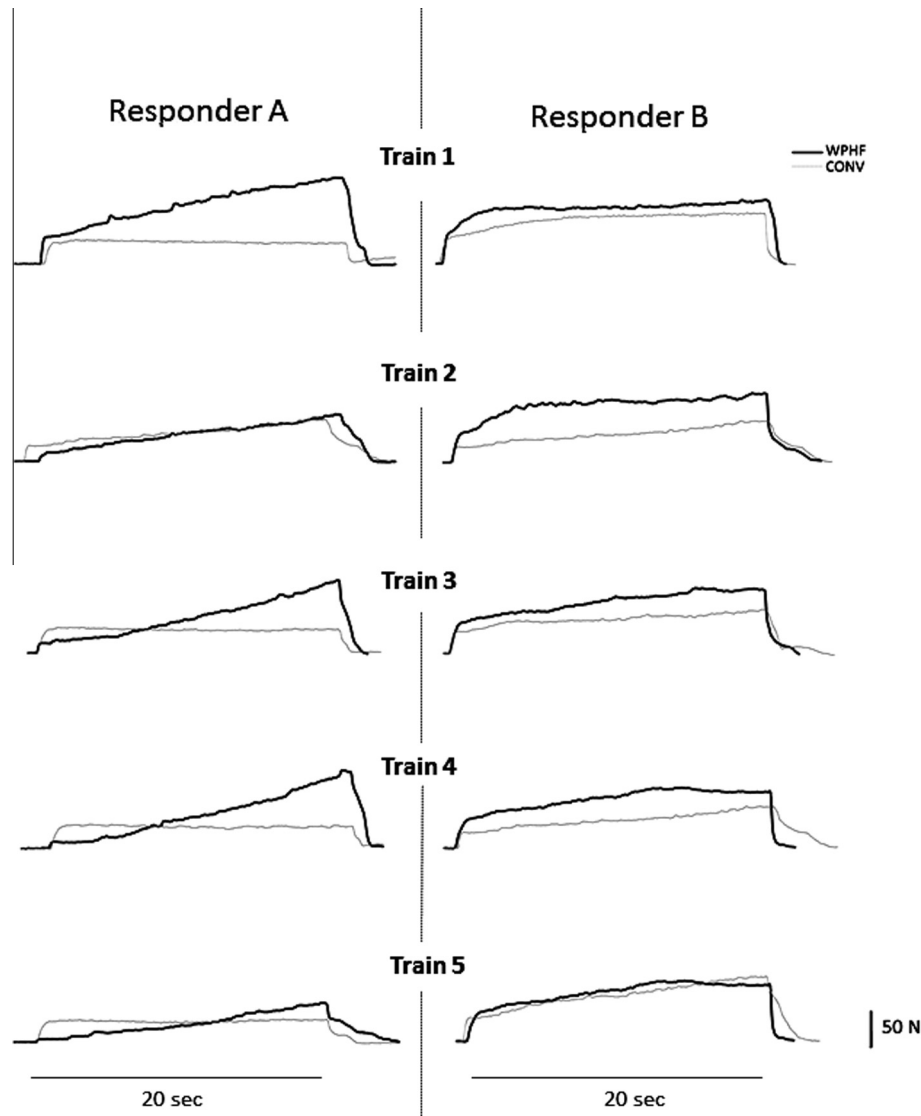 Responder A
Responder B
WPHF
CONV
Train 1
Train 2
Train 3
Train 4
Train 5
50 N
20 sec
20 sec